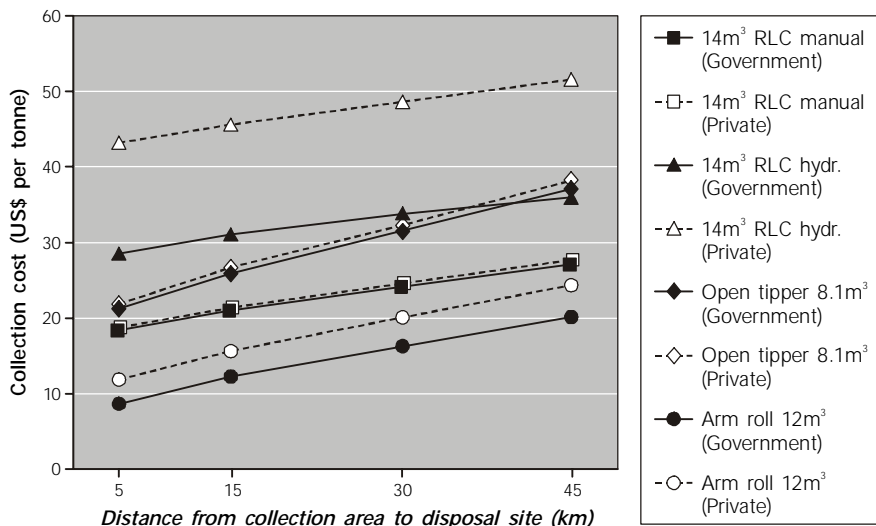 60
50
40
30
20
10
0
Collection cost (US$ per tonne)
5 15 30 45
Distance from collection area to disposal site (km)
14m³ RLC manual
(Government)
14m³ RLC manual
(Private)
14m³ RLC hydr.
(Government)
14m³ RLC hydr.
(Private)
Open tipper 8.1m³
(Government)
Open tipper 8.1m³
(Private)
Arm roll 12m³
(Government)
Arm roll 12m³
(Private)